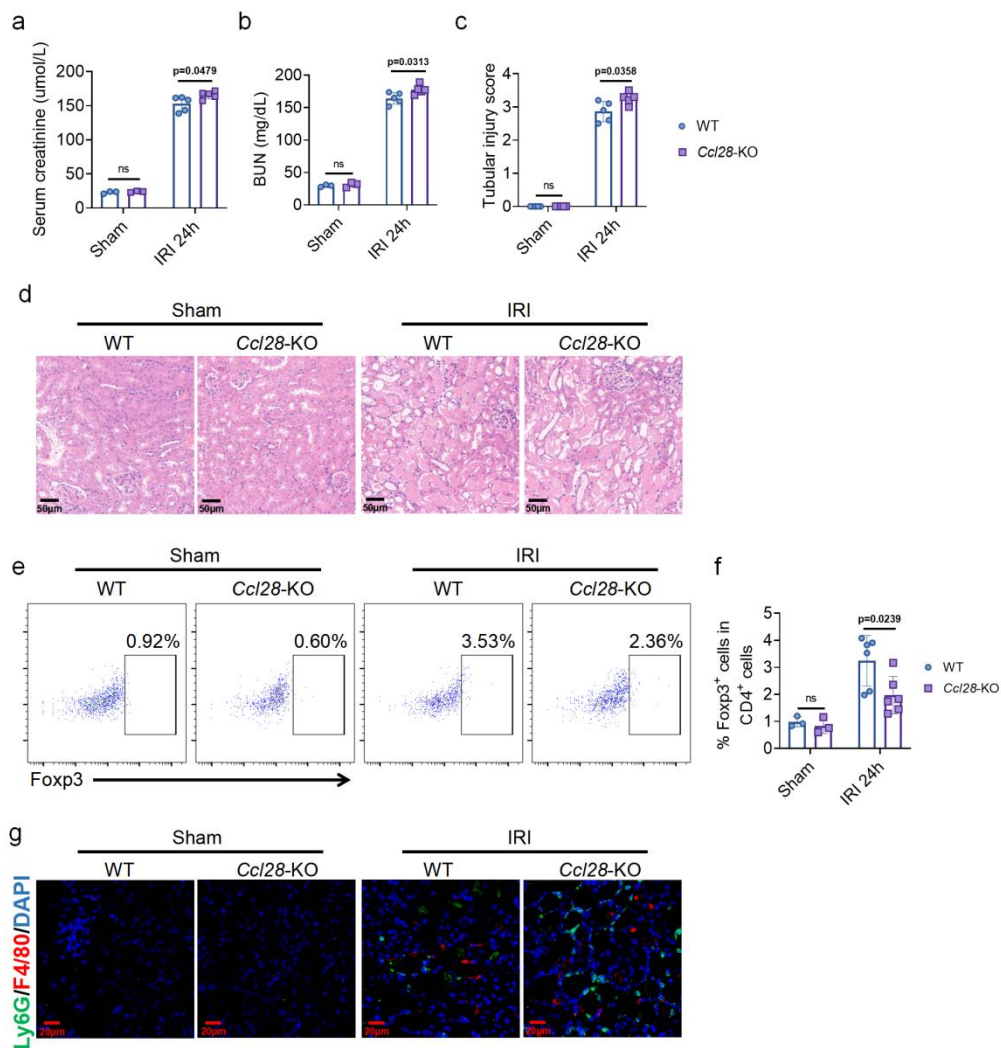 a
Serum creatinine (umol/L)
200
150
100
50
0
ns
p=0.0479
Sham
IRI 24h
b
BUN (mg/dL)
200
150
100
50
0
ns
p=0.0313
Sham
IRI 24h
c
Tubular injury score
4
3
2
1
0
ns
p=0.0358
Sham
IRI 24h
WT
Ccl28-KO
d
Sham
IRI
WT
Ccl28-KO
WT
Ccl28-KO
50μm
50μm
50μm
50μm
e
Sham
IRI
WT
Ccl28-KO
WT
Ccl28-KO
0.92%
0.60%
3.53%
2.36%
Foxp3
f
% Foxp3+ cells in
CD4+ cells
5
4
3
2
1
0
ns
p=0.0239
Sham
IRI 24h
WT
Ccl28-KO
g
Sham
IRI
WT
Ccl28-KO
WT
Ccl28-KO
Ly6G/F4/80/DAPI
20μm
20μm
20μm
20μm